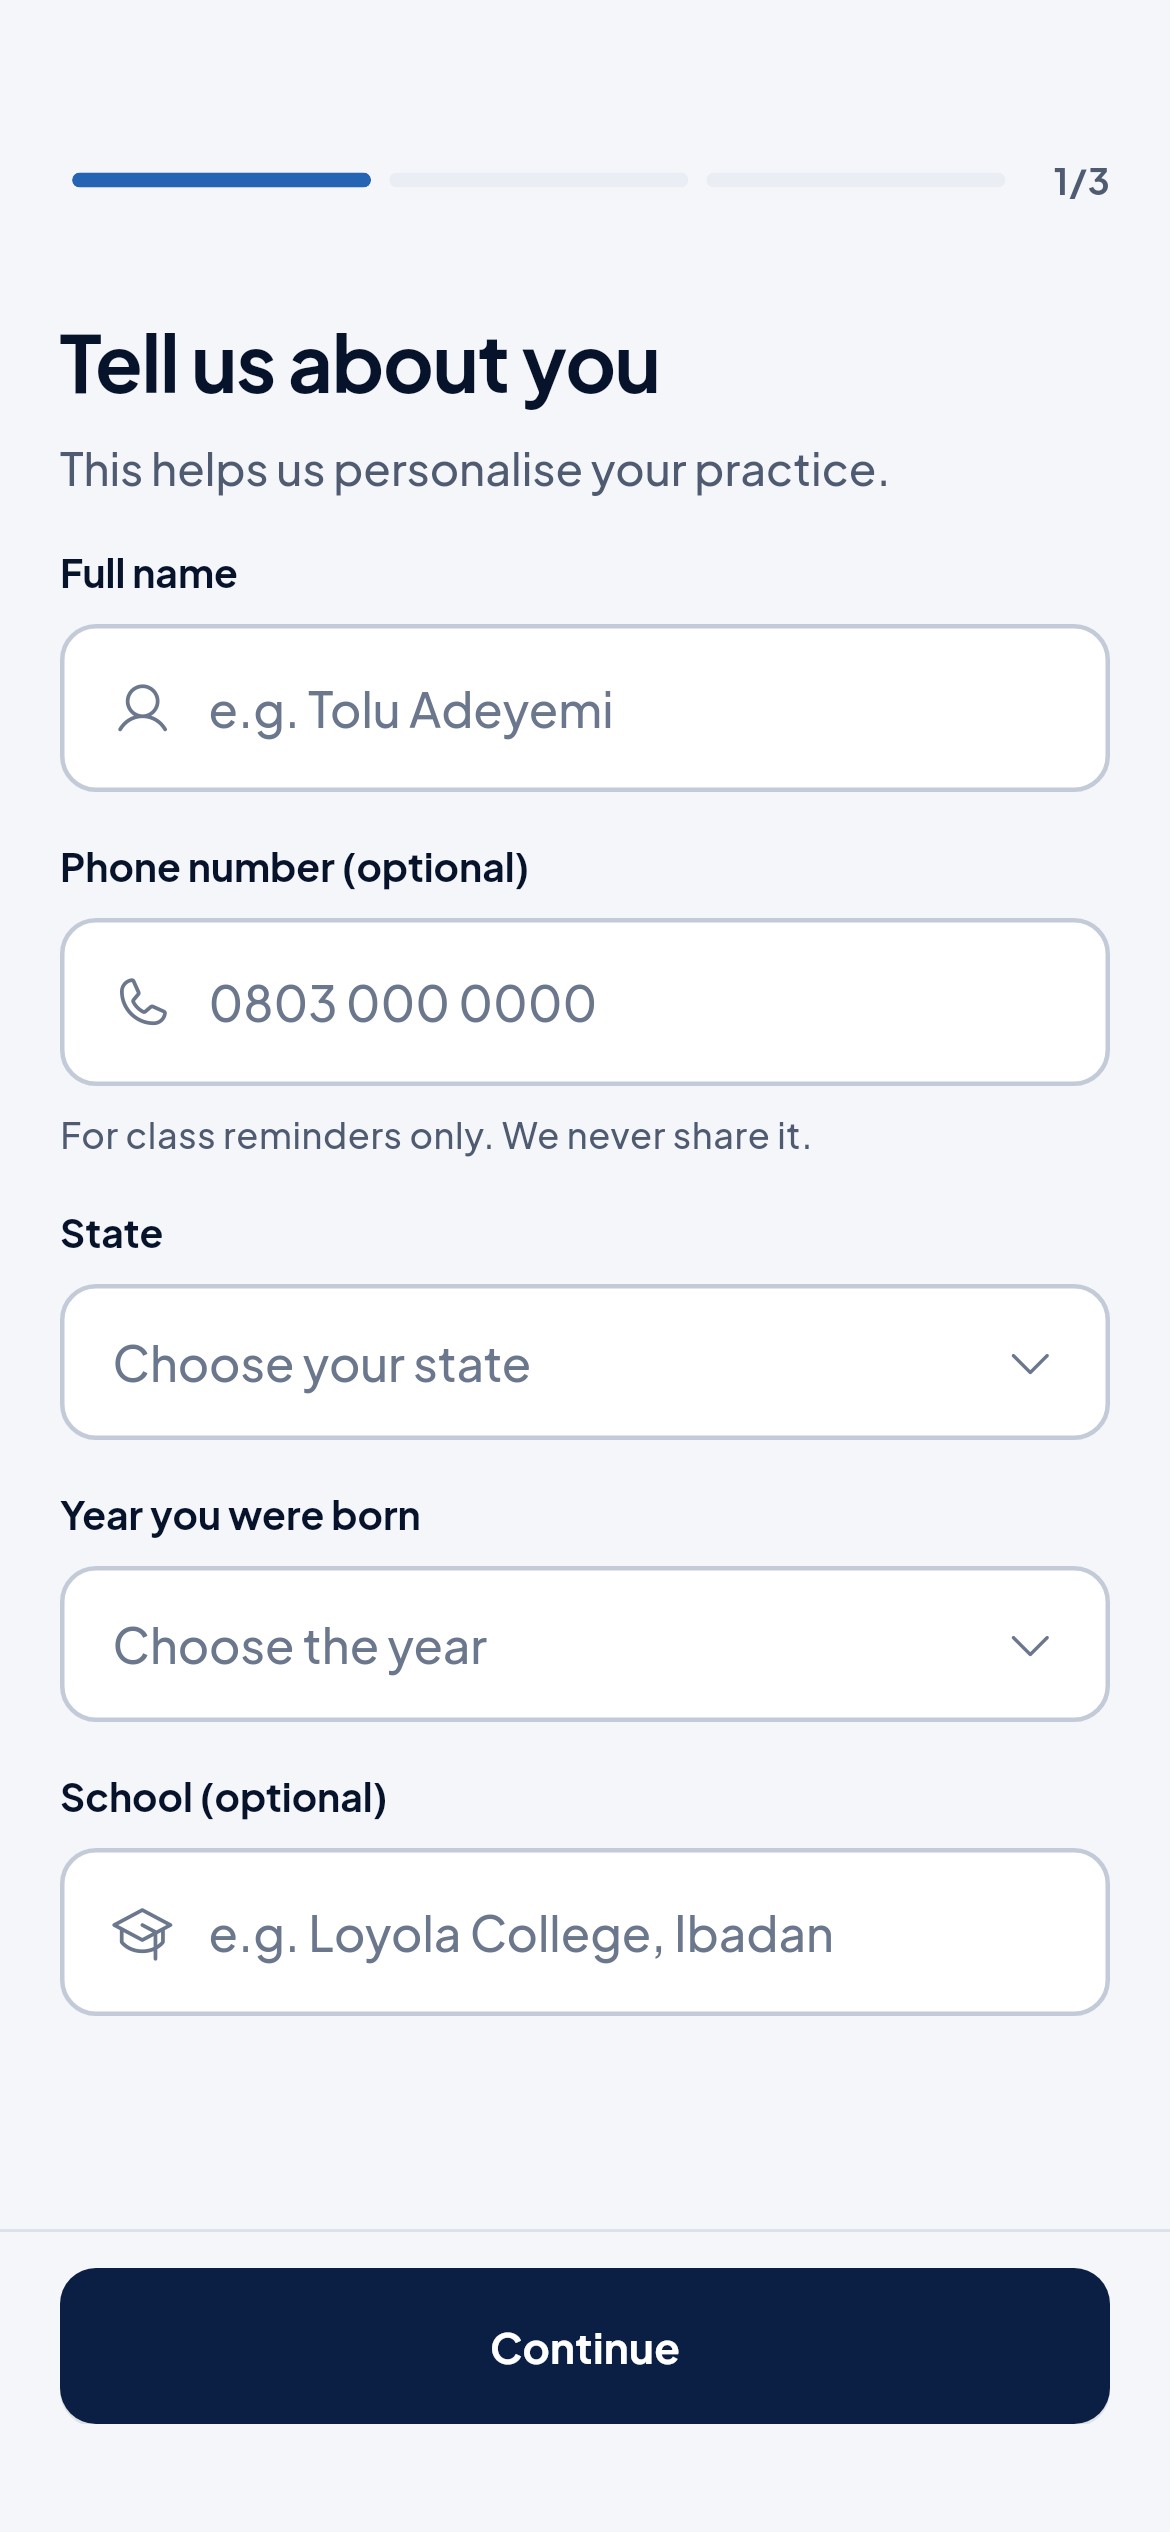 1/3
Tell us about you
This helps us personalise your practice.
Full name
e.g. Tolu Adeyemi
Phone number (optional)
0803 000 0000
For class reminders only. We never share it.
State
Choose your state
Year you were born
Choose the year
School (optional)
e.g. Loyola College, Ibadan
Continue